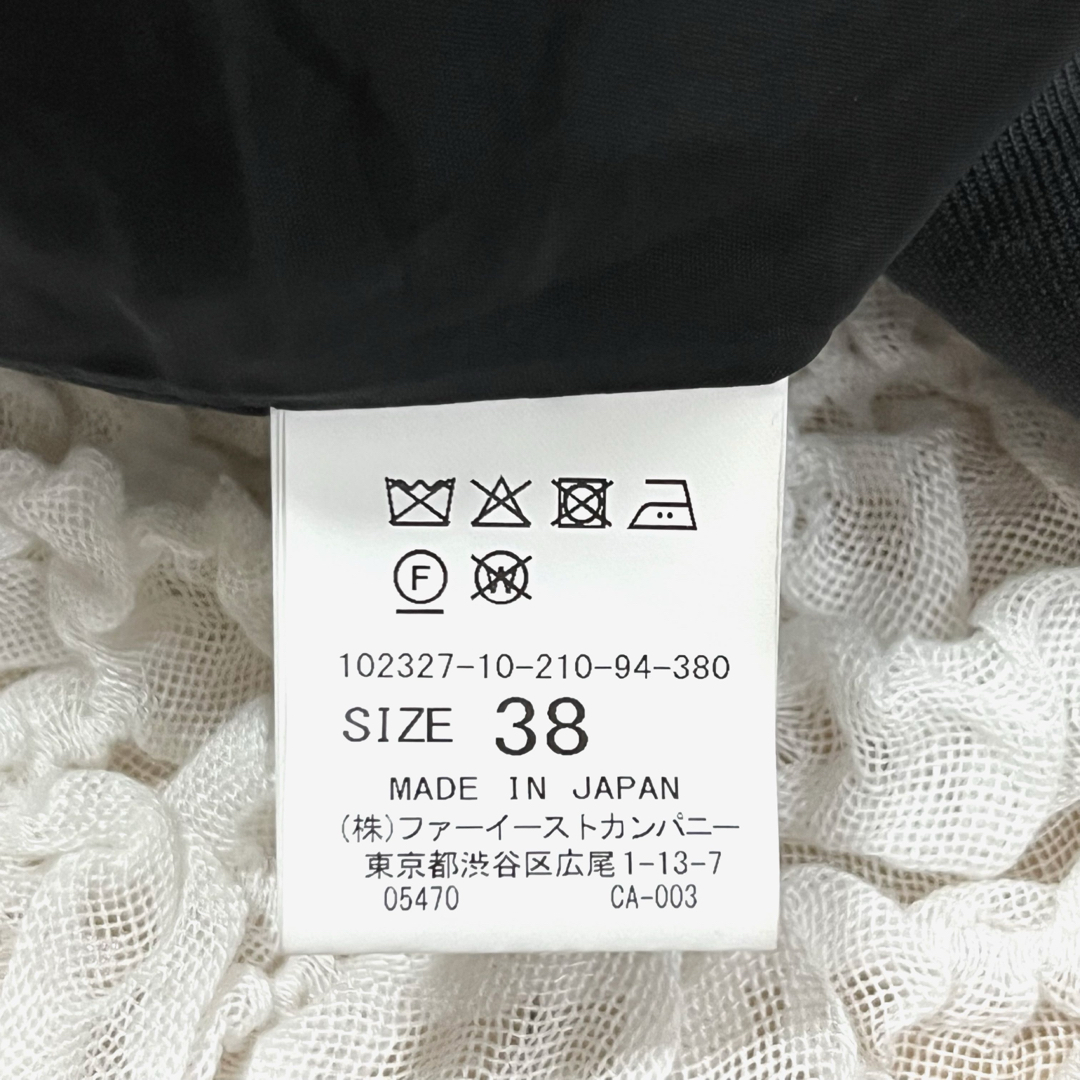 F W
102327-10-210-94-380
SIZE 38
MADE IN JAPAN
(株)ファーイーストカンパニー
東京都渋谷区広尾1-13-7
05470 CA-003